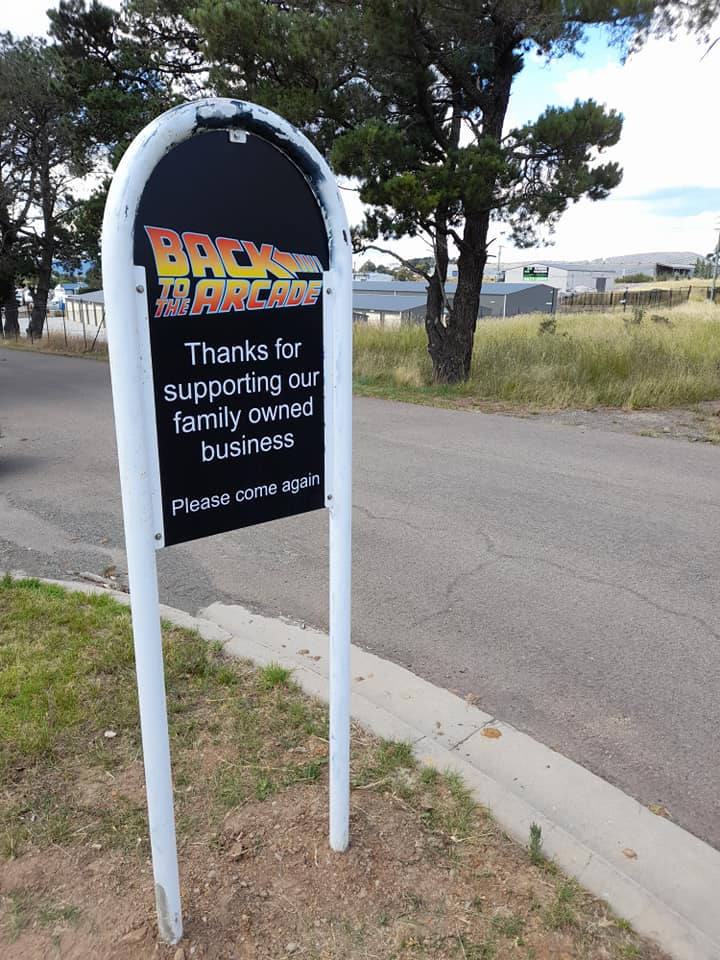 BACK
TO THE ARCADE
Thanks for
supporting our
family owned
business
Please come again